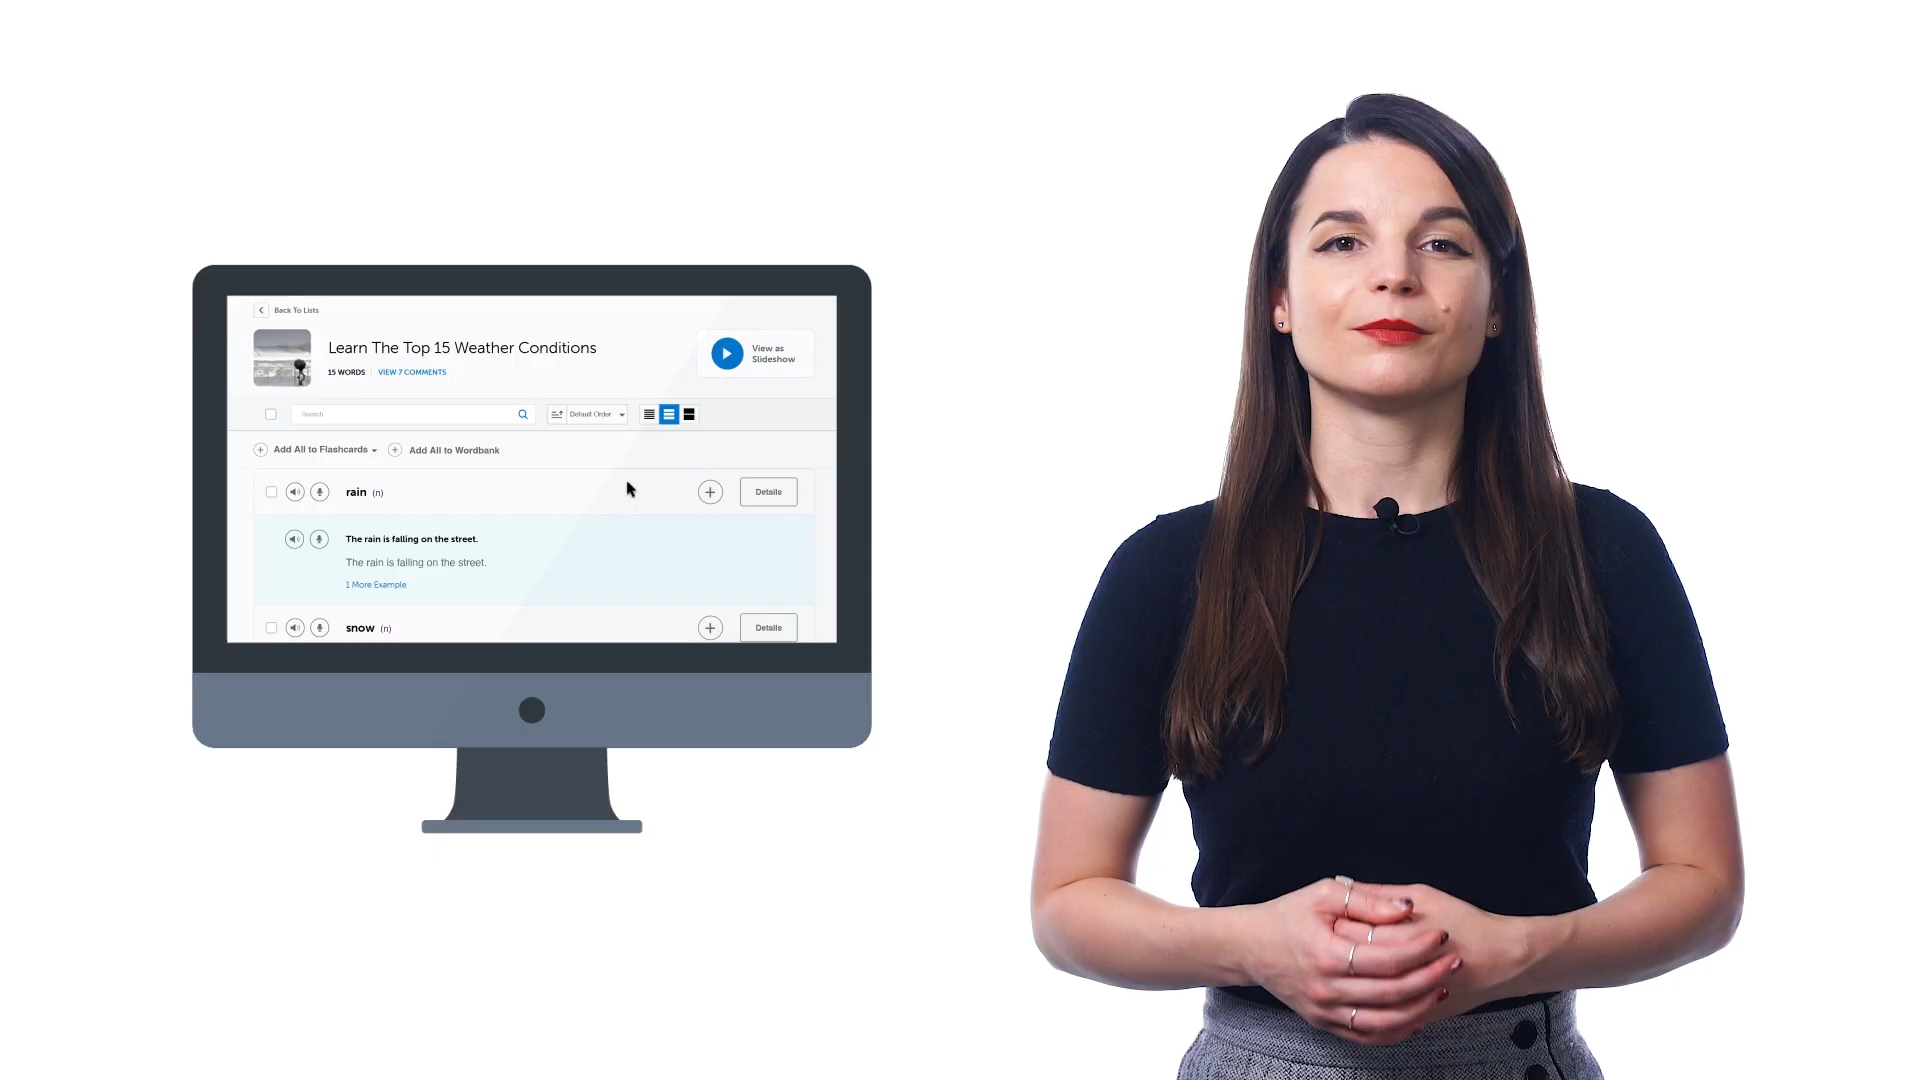 Back To Lists
Learn The Top 15 Weather Conditions
15 WORDS VIEW 7 COMMENTS
View as
Slideshow
Search
Default Order
Add All to Flashcards Add All to Wordbank
rain (n)
Details
The rain is falling on the street.
The rain is falling on the street.
1 More Example
snow (n)
Details